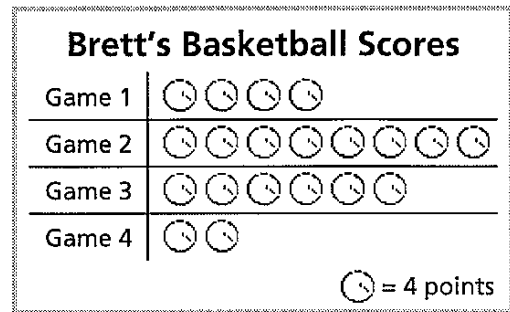 Brett's Basketball Scores
Game 1
Game 2
Game 3
Game 4
= 4 points